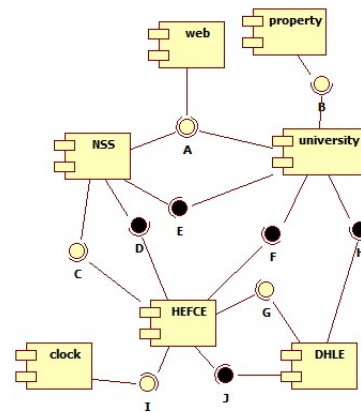 property
web
B
NSS
university
A
E
D
F
H
C
G
HEFCE
clock
DHLE
I
J